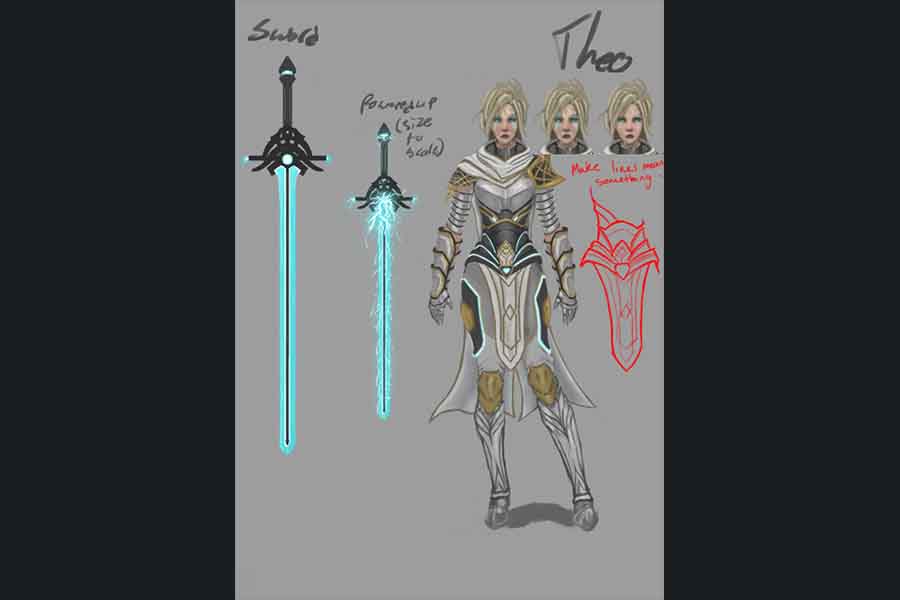 Sword
Theo
Powered up
(size
to
scale)
Make lines mean
something